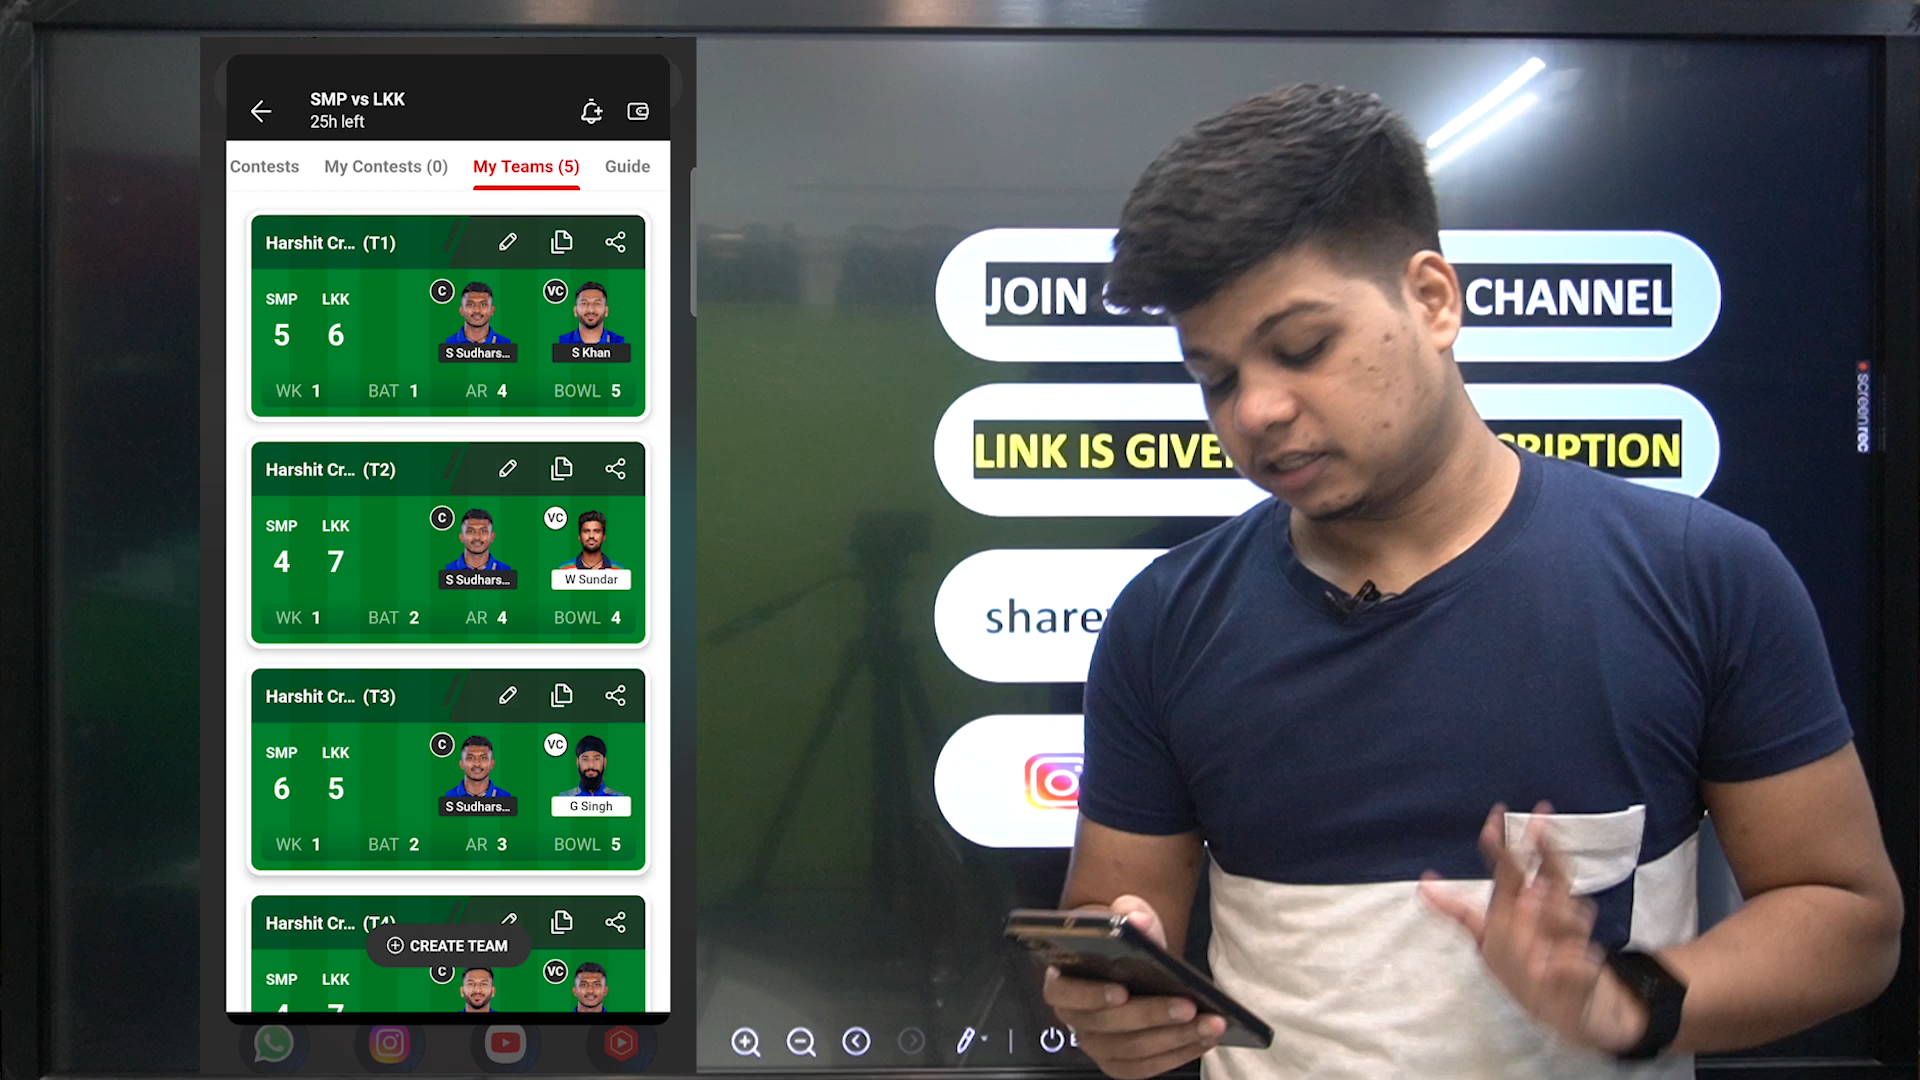 SMP vs LKK
25h left
Contests My Contests (0) My Teams (5) Guide
Harshit Cr... (T1)
SMP LKK
5 6
C VC
S Sudhars... S Khan
WK 1 BAT 1 AR 4 BOWL 5
Harshit Cr... (T2)
SMP LKK
4 7
C VC
S Sudhars... W Sundar
WK 1 BAT 2 AR 4 BOWL 4
Harshit Cr... (T3)
SMP LKK
6 5
C VC
S Sudhars... G Singh
WK 1 BAT 2 AR 3 BOWL 5
Harshit Cr... (T4)
CREATE TEAM
C VC
SMP LKK
4 7
JOIN CHANNEL
LINK IS GIVE
share
screenrec